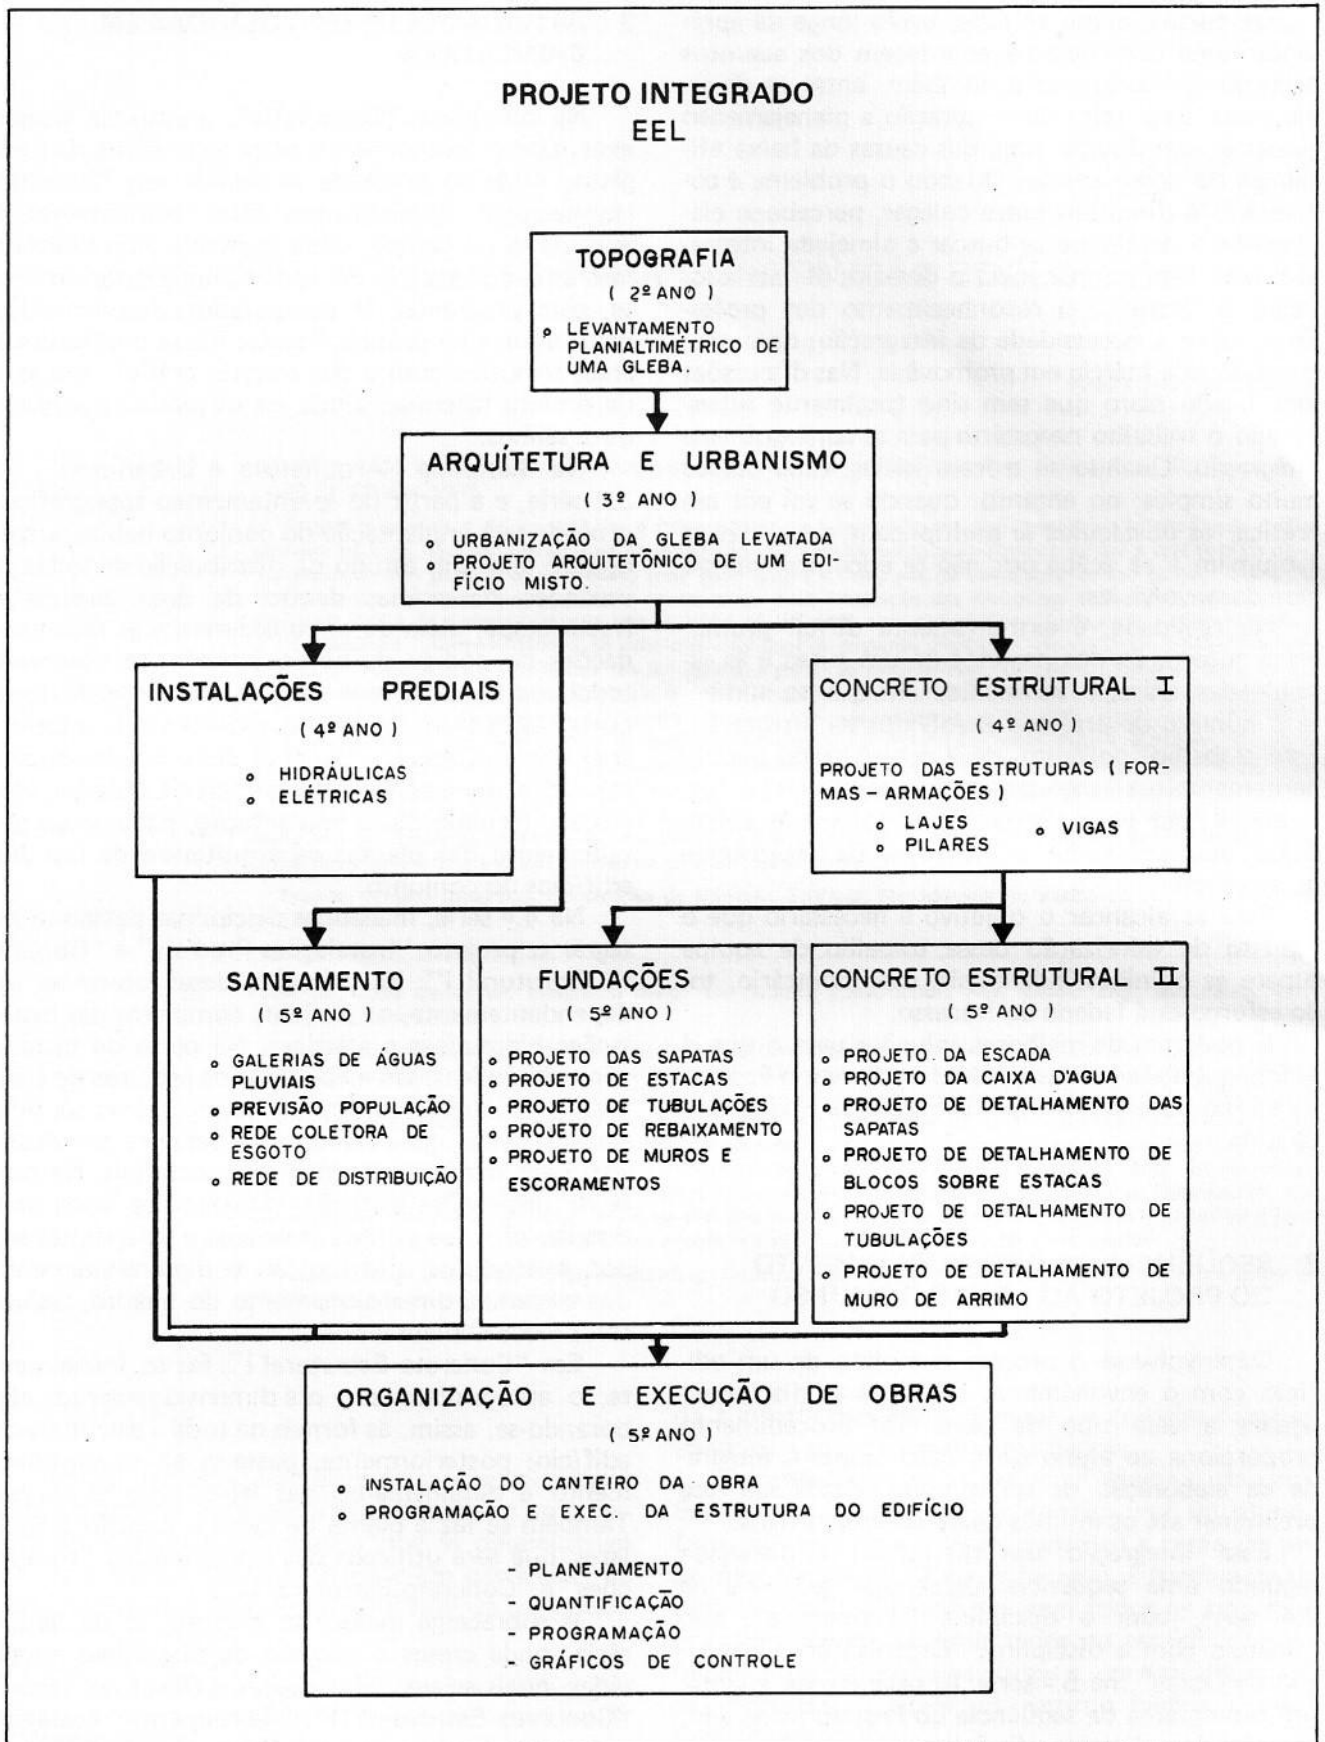 PROJETO INTEGRADO
EEL
TOPOGRAFIA
( 2º ANO )
o LEVANTAMENTO
PLANIALTIMÉTRICO DE
UMA GLEBA.
ARQUÍTETURA E URBANISMO
( 3º ANO )
o URBANIZAÇÃO DA GLEBA LEVATADA
o PROJETO ARQUITETÔNICO DE UM EDI-
FÍCIO MISTO.
INSTALAÇÕES PREDIAIS
( 4º ANO )
o HIDRÁULICAS
o ELÉTRICAS
CONCRETO ESTRUTURAL I
( 4º ANO )
PROJETO DAS ESTRUTURAS ( FOR-
MAS - ARMAÇÕES )
o LAJES o VIGAS
o PILARES
SANEAMENTO
( 5º ANO )
GALERIAS DE ÁGUAS
PLUVIAIS
o PREVISÃO POPULAÇÃO
o REDE COLETORA DE
ESGOTO
o REDE DE DISTRIBUIÇÃO
FUNDAÇÕES
( 5º ANO )
o PROJETO DAS SAPATAS
o PROJETO DE ESTACAS
o PROJETO DE TUBULAÇÕES
o PROJETO DE REBAIXAMENTO
o PROJETO DE MUROS E
ESCORAMENTOS
CONCRETO ESTRUTURAL II
( 5º ANO )
o PROJETO DA ESCADA
o PROJETO DA CAIXA D'AGUA
o PROJETO DE DETALHAMENTO DAS
SAPATAS
o PROJETO DE DETALHAMENTO DE
BLOCOS SOBRE ESTACAS
o PROJETO DE DETALHAMENTO DE
TUBULAÇÕES
o PROJETO DE DETALHAMENTO DE
MURO DE ARRIMO
ORGANIZAÇÃO E EXECUÇÃO DE OBRAS
( 5º ANO )
o INSTALAÇÃO DO CANTEIRO DA OBRA
o PROGRAMAÇÃO E EXEC. DA ESTRUTURA DO EDIFÍCIO
- PLANEJAMENTO
- QUANTIFICAÇÃO
- PROGRAMAÇÃO
- GRÁFICOS DE CONTROLE